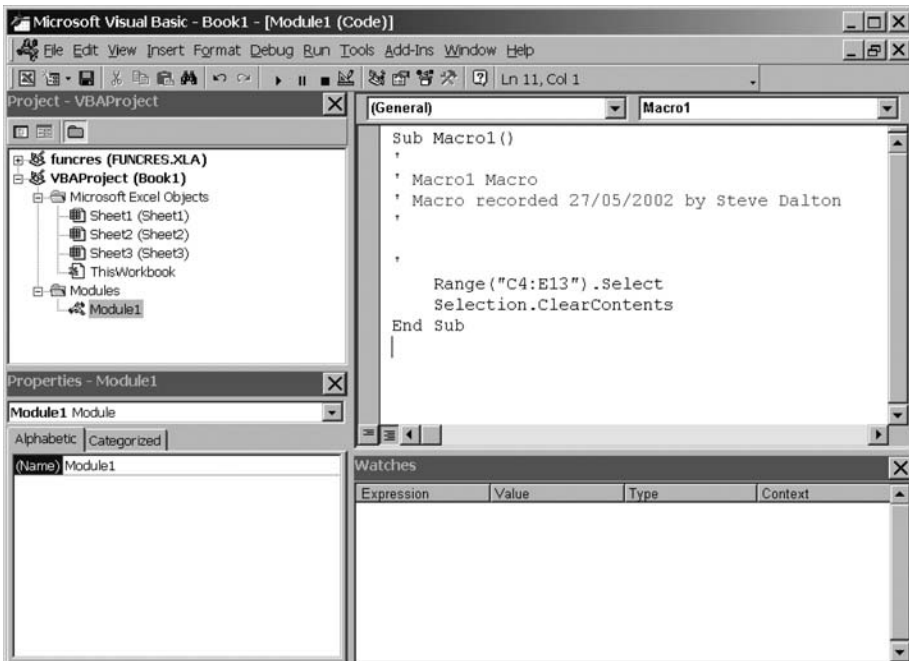 Microsoft Visual Basic - Book1 - [Module1 (Code)]
File Edit View Insert Format Debug Run Tools Add-Ins Window Help
Ln 11, Col 1
Project - VBAProject
funcres (FUNCRES.XLA)
VBAProject (Book1)
Microsoft Excel Objects
Sheet1 (Sheet1)
Sheet2 (Sheet2)
Sheet3 (Sheet3)
ThisWorkbook
Modules
Module1
Properties - Module1
Module1 Module
Alphabetic Categorized
(Name) Module1
(General) Macro1
Sub Macro1()
'
' Macro1 Macro
' Macro recorded 27/05/2002 by Steve Dalton
'
'
Range("C4:E13").Select
Selection.ClearContents
End Sub
Watches
Expression Value Type Context